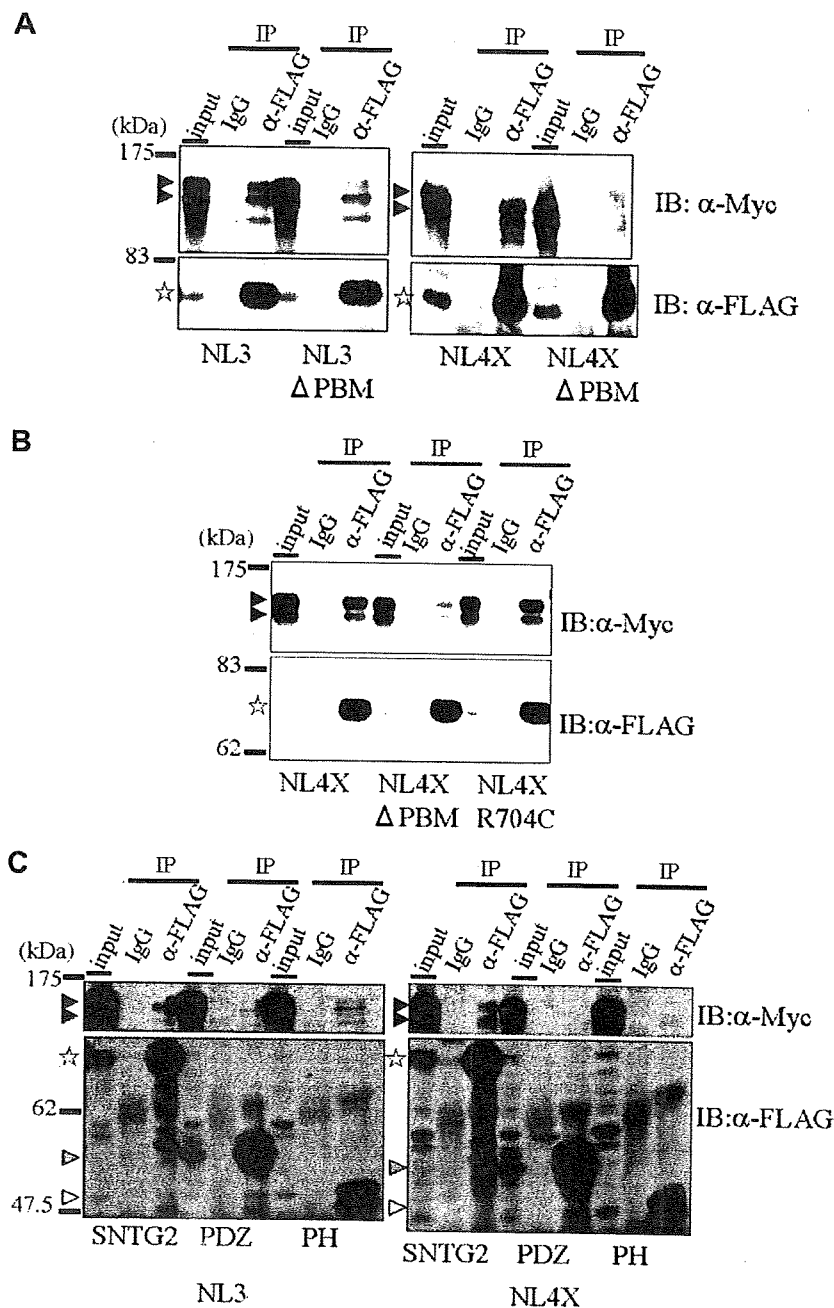 A
IP IP IP IP
input IgG α-FLAG input IgG α-FLAG input IgG α-FLAG input IgG α-FLAG
(kDa)
175
IB: α-Myc
83
IB: α-FLAG
NL3 NL3 NL4X NL4X
Δ PBM Δ PBM
B
IP IP IP
input IgG α-FLAG input IgG α-FLAG input IgG α-FLAG
(kDa)
175
IB:α-Myc
83
IB:α-FLAG
62
NL4X NL4X NL4X
Δ PBM R704C
C
IP IP IP IP IP IP
input IgG α-FLAG input IgG α-FLAG input IgG α-FLAG input IgG α-FLAG input IgG α-FLAG input IgG α-FLAG
(kDa)
175
IB:α-Myc
62
IB:α-FLAG
47.5
SNTG2 PDZ PH SNTG2 PDZ PH
NL3 NL4X